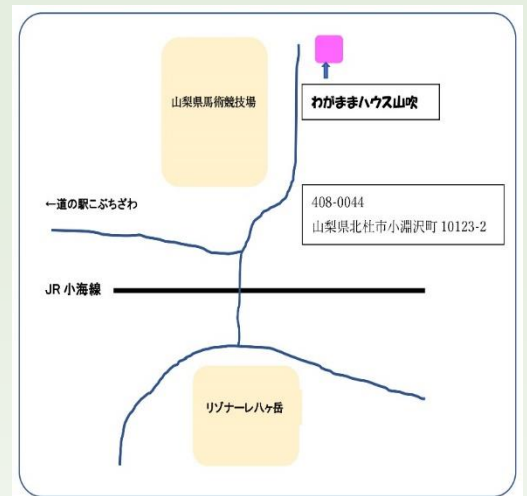 山梨県馬術競技場
わがままハウス山吹
408-0044
山梨県北杜市小淵沢町 10123-2
←道の駅こぶちざわ
JR 小海線
リゾナーレ八ヶ岳